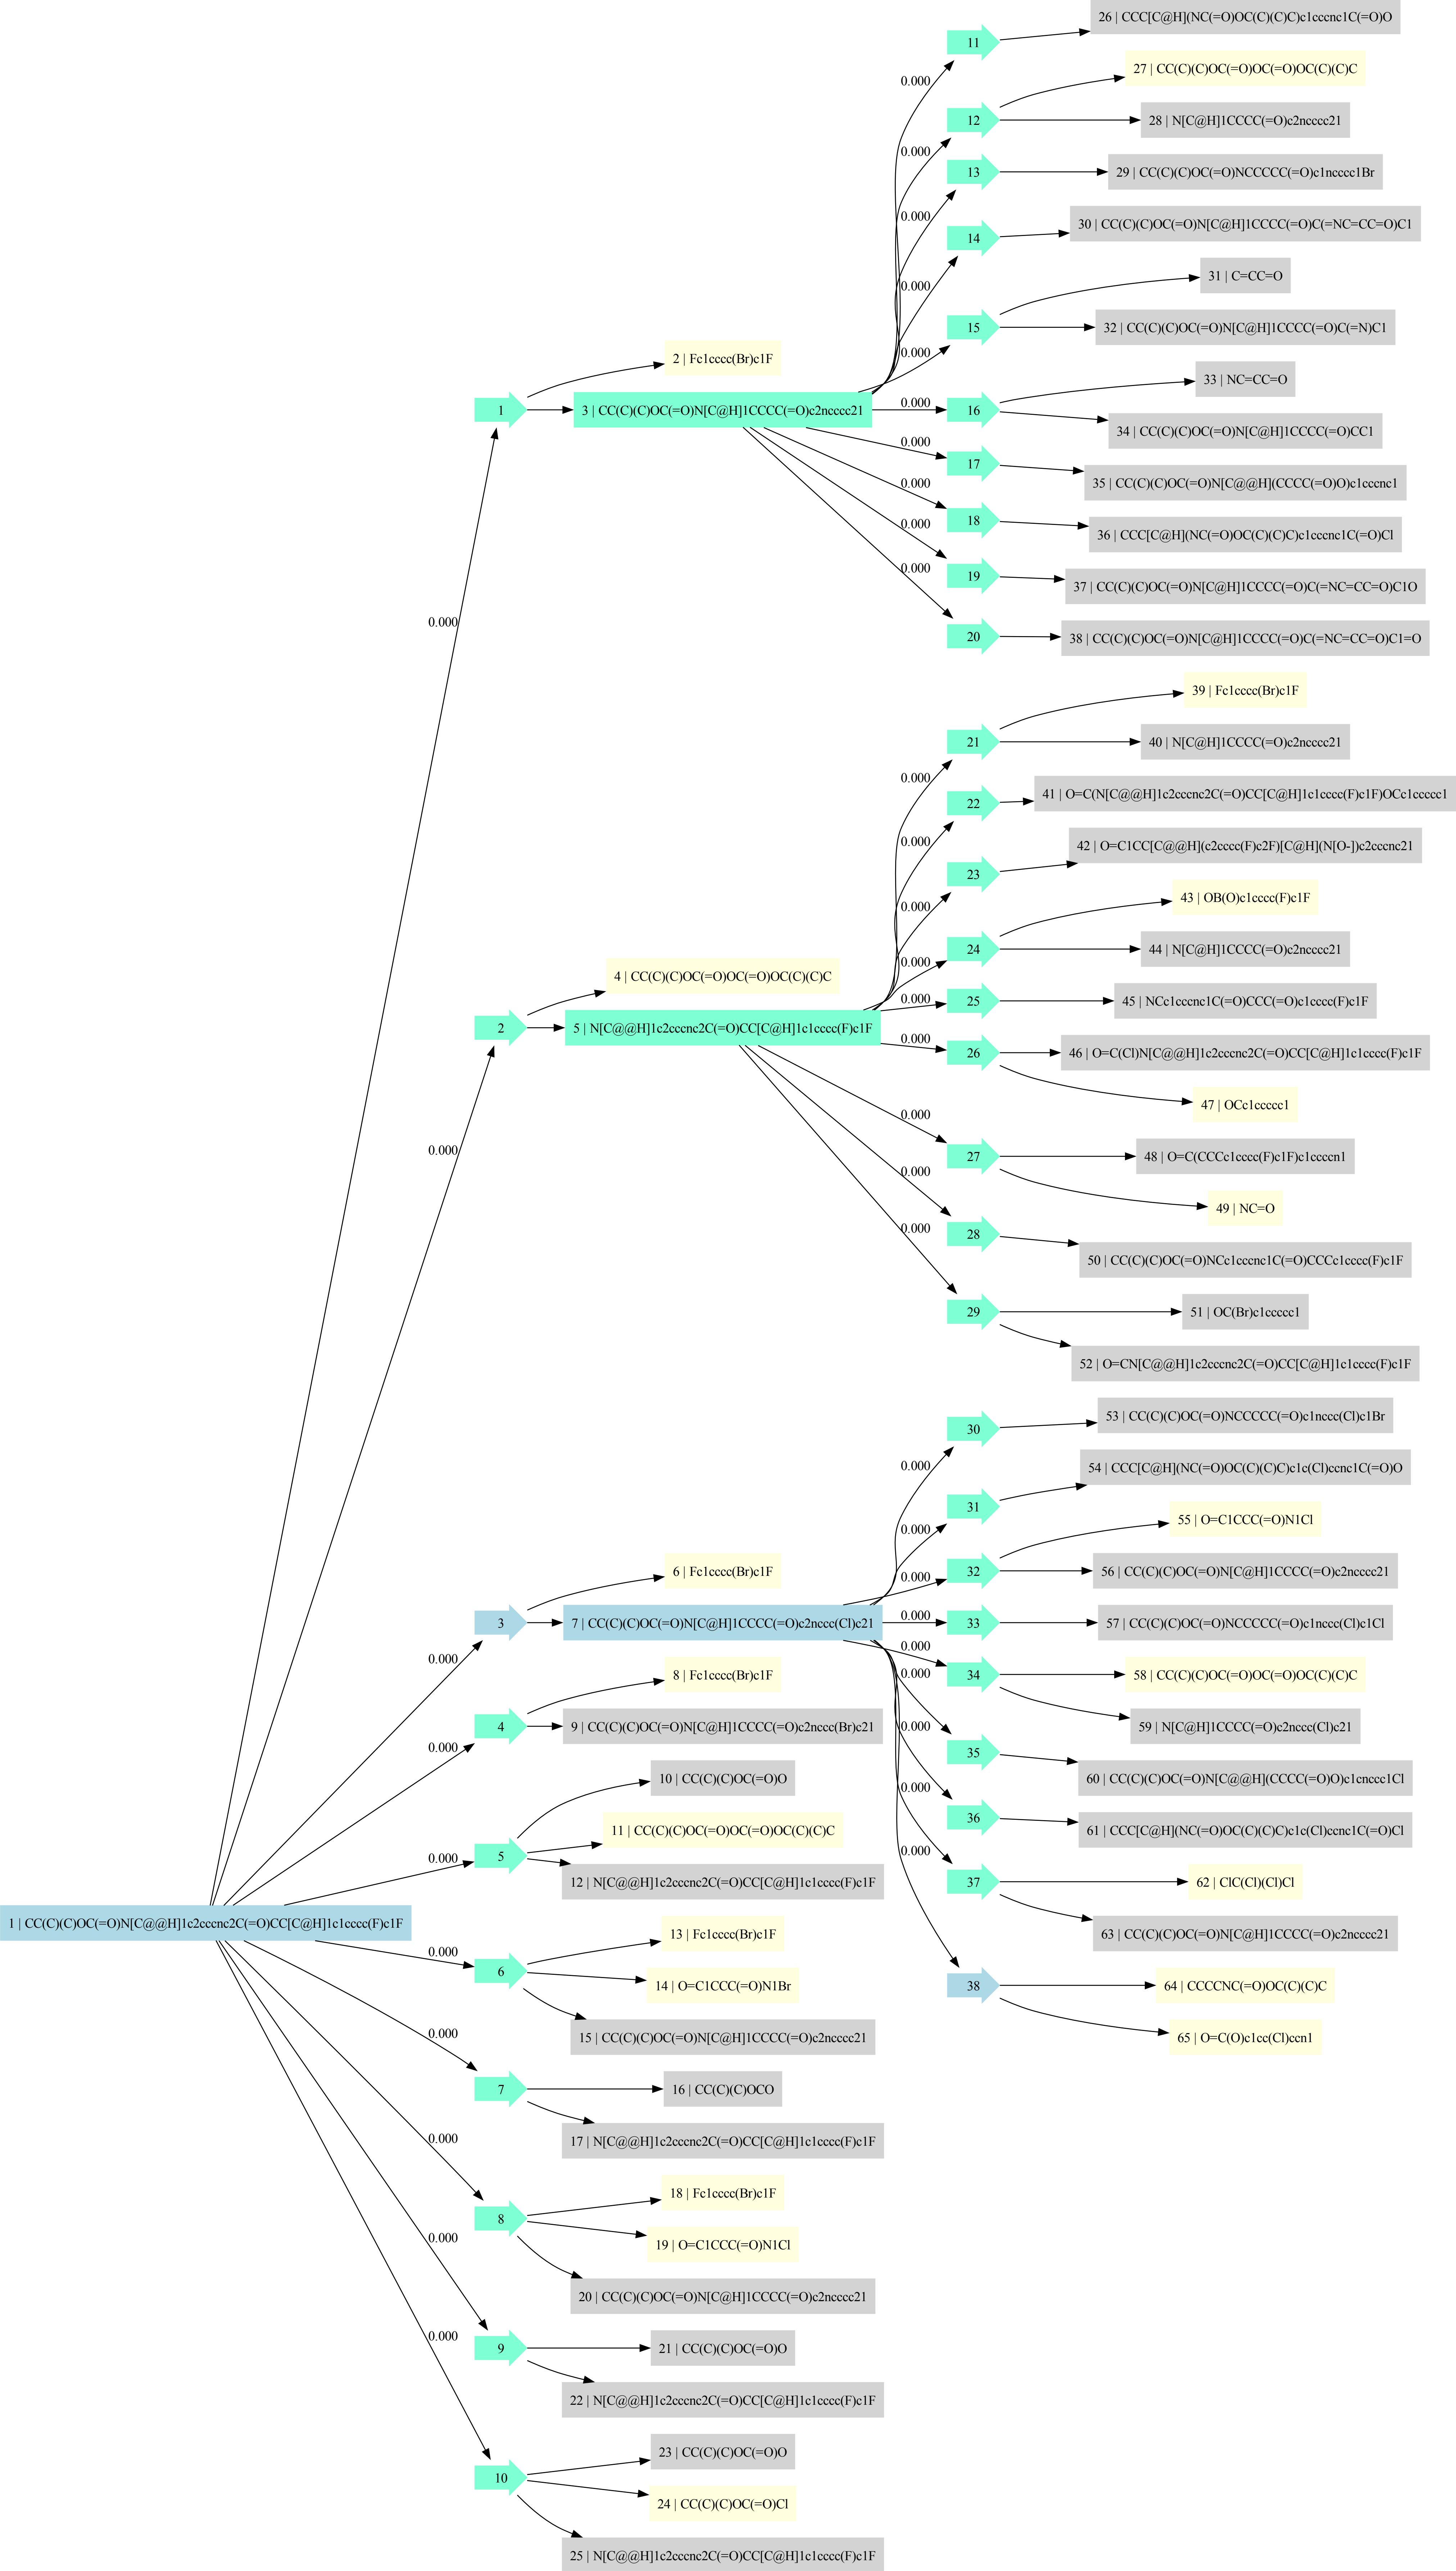 1 | CC(C)(C)OC(=O)N[C@@H]1c2cccnc2C(=O)CC[C@H]1c1cccc(F)c1F
0.000
0.000
0.000
0.000
0.000
0.000
0.000
0.000
0.000
0.000
1
2 | Fc1cccc(Br)c1F
3 | CC(C)(C)OC(=O)N[C@H]1CCCC(=O)c2ncccc21
2
4 | CC(C)(C)OC(=O)OC(=O)OC(C)(C)C
5 | N[C@@H]1c2cccnc2C(=O)CC[C@H]1c1cccc(F)c1F
3
6 | Fc1cccc(Br)c1F
7 | CC(C)(C)OC(=O)N[C@H]1CCCC(=O)c2nccc(Cl)c21
4
8 | Fc1cccc(Br)c1F
9 | CC(C)(C)OC(=O)N[C@H]1CCCC(=O)c2nccc(Br)c21
5
10 | CC(C)(C)OC(=O)O
11 | CC(C)(C)OC(=O)OC(=O)OC(C)(C)C
12 | N[C@@H]1c2cccnc2C(=O)CC[C@H]1c1cccc(F)c1F
6
13 | Fc1cccc(Br)c1F
14 | O=C1CCC(=O)N1Br
15 | CC(C)(C)OC(=O)N[C@H]1CCCC(=O)c2ncccc21
7
16 | CC(C)(C)OCO
17 | N[C@@H]1c2cccnc2C(=O)CC[C@H]1c1cccc(F)c1F
8
18 | Fc1cccc(Br)c1F
19 | O=C1CCC(=O)N1Cl
20 | CC(C)(C)OC(=O)N[C@H]1CCCC(=O)c2ncccc21
9
21 | CC(C)(C)OC(=O)O
22 | N[C@@H]1c2cccnc2C(=O)CC[C@H]1c1cccc(F)c1F
10
23 | CC(C)(C)OC(=O)O
24 | CC(C)(C)OC(=O)Cl
25 | N[C@@H]1c2cccnc2C(=O)CC[C@H]1c1cccc(F)c1F
0.000
0.000
0.000
0.000
0.000
0.000
0.000
0.000
0.000
0.000
11
26 | CCC[C@H](NC(=O)OC(C)(C)C)c1cccnc1C(=O)O
12
27 | CC(C)(C)OC(=O)OC(=O)OC(C)(C)C
28 | N[C@H]1CCCC(=O)c2ncccc21
13
29 | CC(C)(C)OC(=O)NCCCCC(=O)c1ncccc1Br
14
30 | CC(C)(C)OC(=O)N[C@H]1CCCC(=O)C(=NC=CC=O)C1
15
31 | C=CC=O
32 | CC(C)(C)OC(=O)N[C@H]1CCCC(=O)C(=N)C1
16
33 | NC=CC=O
34 | CC(C)(C)OC(=O)N[C@H]1CCCC(=O)CC1
17
35 | CC(C)(C)OC(=O)N[C@@H](CCCC(=O)O)c1cccnc1
18
36 | CCC[C@H](NC(=O)OC(C)(C)C)c1cccnc1C(=O)Cl
19
37 | CC(C)(C)OC(=O)N[C@H]1CCCC(=O)C(=NC=CC=O)C1O
20
38 | CC(C)(C)OC(=O)N[C@H]1CCCC(=O)C(=NC=CC=O)C1=O
0.000
0.000
0.000
0.000
0.000
0.000
0.000
0.000
0.000
21
39 | Fc1cccc(Br)c1F
40 | N[C@H]1CCCC(=O)c2ncccc21
22
41 | O=C(N[C@@H]1c2cccnc2C(=O)CC[C@H]1c1cccc(F)c1F)OCc1ccccc1
23
42 | O=C1CC[C@@H](c2cccc(F)c2F)[C@H](N[O-])c2cccnc21
24
43 | OB(O)c1cccc(F)c1F
44 | N[C@H]1CCCC(=O)c2ncccc21
25
45 | NCc1cccnc1C(=O)CCC(=O)c1cccc(F)c1F
26
46 | O=C(Cl)N[C@@H]1c2cccnc2C(=O)CC[C@H]1c1cccc(F)c1F
47 | OCc1ccccc1
27
48 | O=C(CCCc1cccc(F)c1F)c1ccccn1
49 | NC=O
28
50 | CC(C)(C)OC(=O)NCc1cccnc1C(=O)CCCc1cccc(F)c1F
29
51 | OC(Br)c1ccccc1
52 | O=CN[C@@H]1c2cccnc2C(=O)CC[C@H]1c1cccc(F)c1F
0.000
0.000
0.000
0.000
0.000
0.000
0.000
0.000
0.000
30
53 | CC(C)(C)OC(=O)NCCCCC(=O)c1nccc(Cl)c1Br
31
54 | CCC[C@H](NC(=O)OC(C)(C)C)c1c(Cl)ccnc1C(=O)O
32
55 | O=C1CCC(=O)N1Cl
56 | CC(C)(C)OC(=O)N[C@H]1CCCC(=O)c2ncccc21
33
57 | CC(C)(C)OC(=O)NCCCCC(=O)c1nccc(Cl)c1Cl
34
58 | CC(C)(C)OC(=O)OC(=O)OC(C)(C)C
59 | N[C@H]1CCCC(=O)c2nccc(Cl)c21
35
60 | CC(C)(C)OC(=O)N[C@@H](CCCC(=O)O)c1cnccc1Cl
36
61 | CCC[C@H](NC(=O)OC(C)(C)C)c1c(Cl)ccnc1C(=O)Cl
37
62 | ClC(Cl)(Cl)Cl
63 | CC(C)(C)OC(=O)N[C@H]1CCCC(=O)c2ncccc21
38
64 | CCCCNC(=O)OC(C)(C)C
65 | O=C(O)c1cc(Cl)ccn1